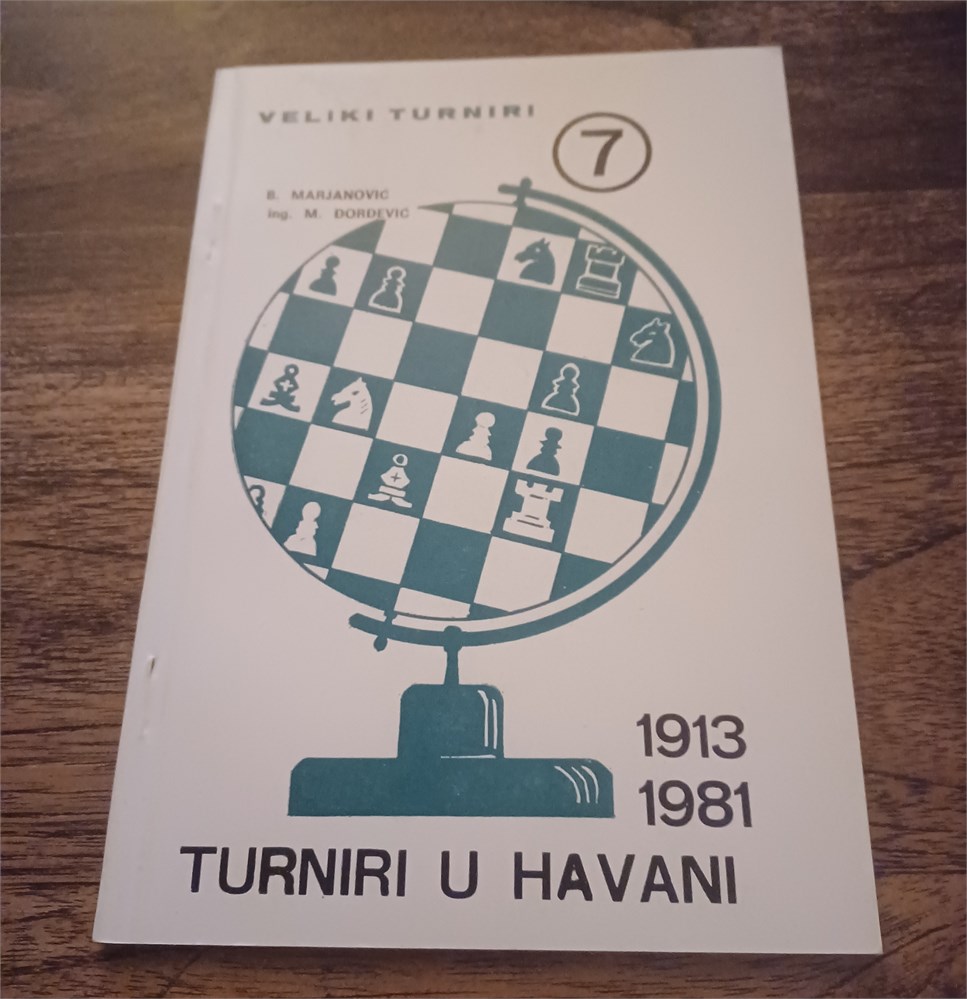 VELIKI TURNIRI
7
B. MARJANOVIĆ
ing. M. ĐORĐEVIĆ
1913
1981
TURNIRI U HAVANI